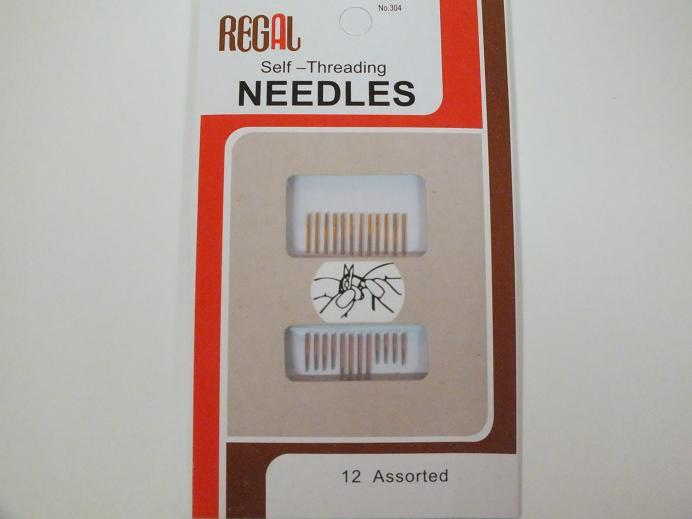 No.304
REGAL
Self –Threading
NEEDLES
12 Assorted